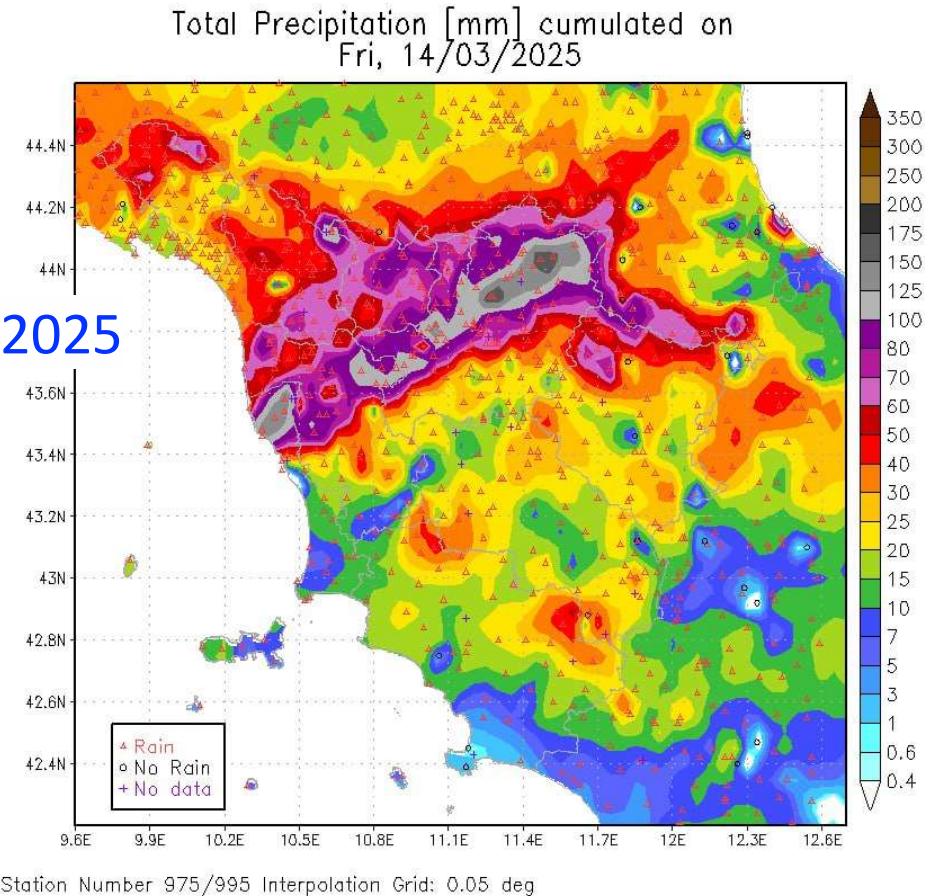 Total Precipitation [mm] cumulated on
Fri, 14/03/2025
2025
44.4N
44.2N
44N
43.6N
43.4N
43.2N
43N
42.8N
42.6N
42.4N
9.6E 9.9E 10.2E 10.5E 10.8E 11.1E 11.4E 11.7E 12E 12.3E 12.6E
350
300
250
200
175
150
125
100
80
70
60
50
40
30
25
20
15
10
7
5
3
1
0.6
0.4
Rain
No Rain
No data
Station Number 975/995 Interpolation Grid: 0.05 deg